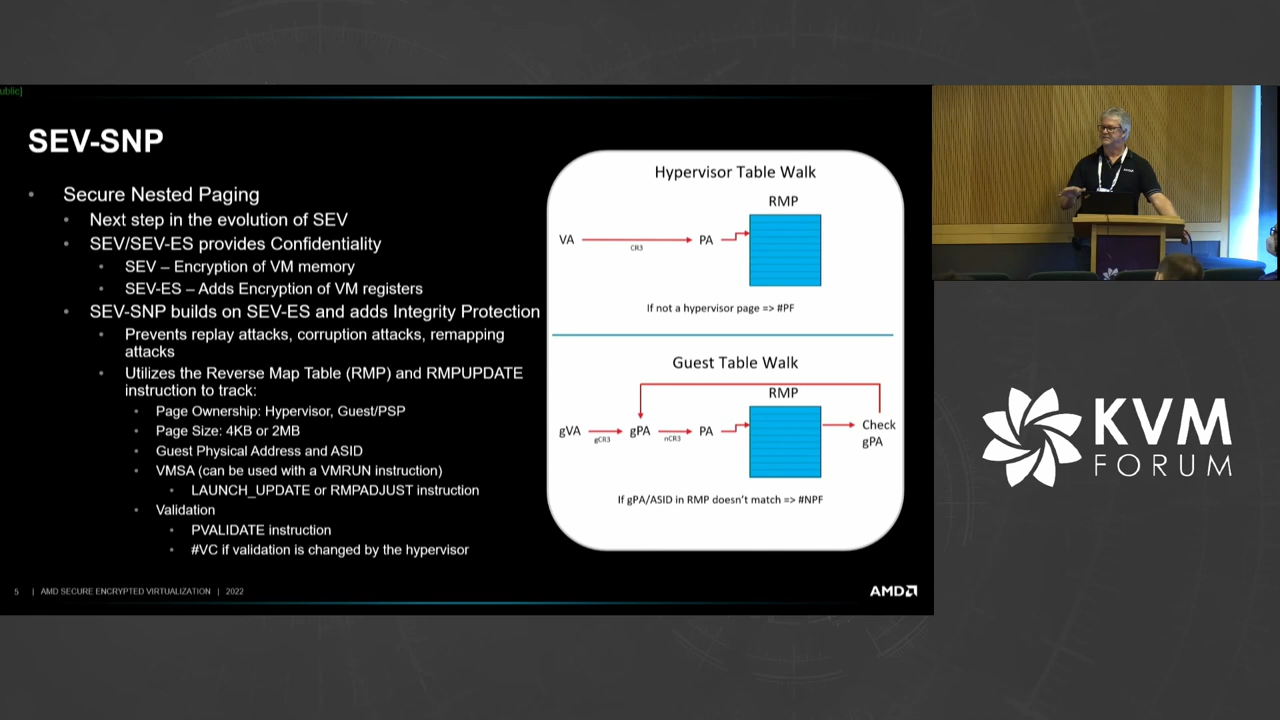 ublic]
SEV-SNP
• Secure Nested Paging
• Next step in the evolution of SEV
• SEV/SEV-ES provides Confidentiality
• SEV – Encryption of VM memory
• SEV-ES – Adds Encryption of VM registers
• SEV-SNP builds on SEV-ES and adds Integrity Protection
• Prevents replay attacks, corruption attacks, remapping
attacks
• Utilizes the Reverse Map Table (RMP) and RMPUPDATE
instruction to track:
• Page Ownership: Hypervisor, Guest/PSP
• Page Size: 4KB or 2MB
• Guest Physical Address and ASID
• VMSA (can be used with a VMRUN instruction)
• LAUNCH_UPDATE or RMPADJUST instruction
• Validation
• PVALIDATE instruction
• #VC if validation is changed by the hypervisor
Hypervisor Table Walk
RMP
VA
CR3
PA
If not a hypervisor page => #PF
Guest Table Walk
RMP
gVA
gCR3
gPA
nCR3
PA
Check
gPA
If gPA/ASID in RMP doesn't match => #NPF
5 | AMD SECURE ENCRYPTED VIRTUALIZATION | 2022
AMD
KVM
FORUM